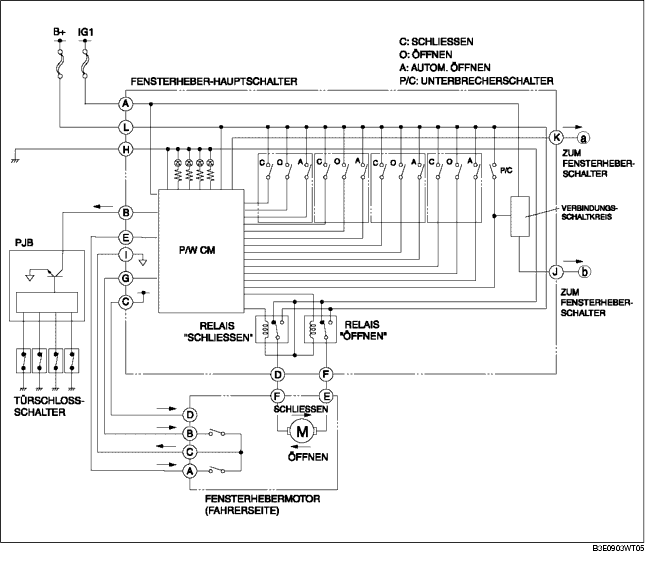 B+ IG1
C: SCHLIESSEN
O: ÖFFNEN
A: AUTOM. ÖFFNEN
P/C: UNTERBRECHERSCHALTER
FENSTERHEBER-HAUPTSCHALTER
A
L
K a
H
ZUM
FENSTERHEBER-
SCHALTER
C O A C O A C O A C O A P/C
B
VERBINDUNGS-
SCHALTKREIS
E
P/W CM
PJB
I
J b
G
ZUM
FENSTERHEBER-
SCHALTER
C
RELAIS
"SCHLIESSEN"
RELAIS
"ÖFFNEN"
D F
TÜRSCHLOSS-
SCHALTER
F E
SCHLIESSEN
D
B
M
C
ÖFFNEN
A
FENSTERHEBERMOTOR
(FAHRERSEITE)
B3E0903WT05